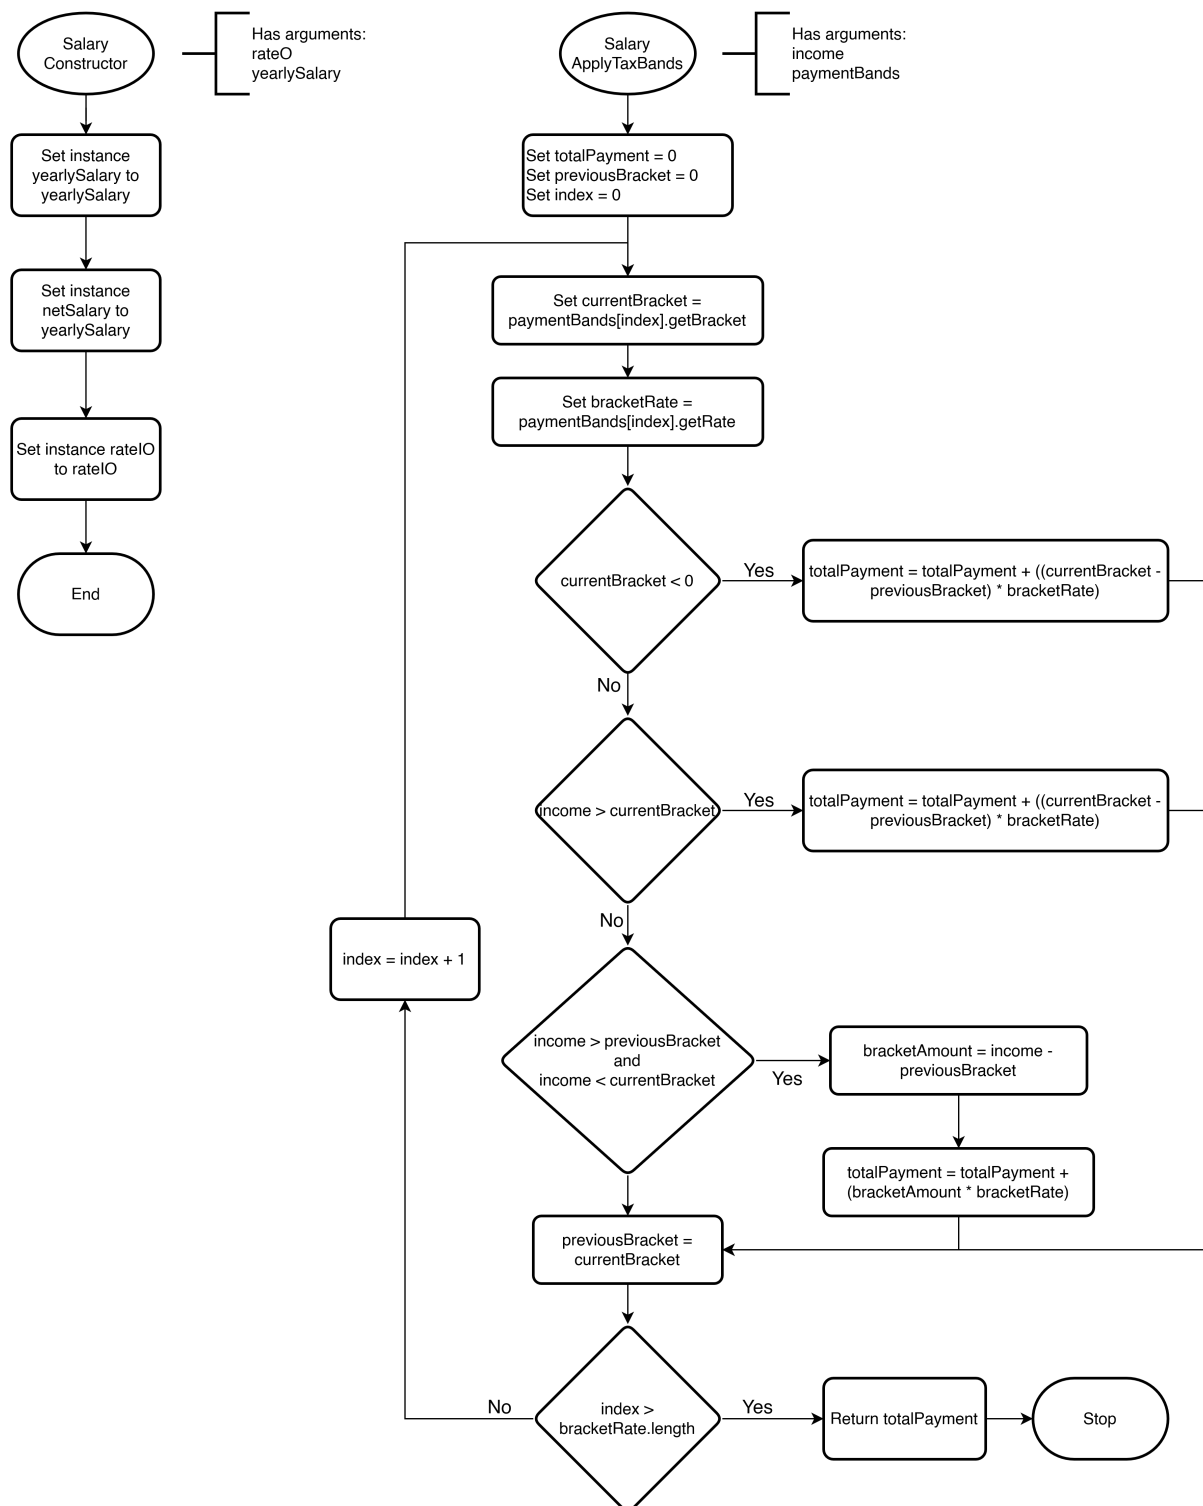 Salary
Constructor
Has arguments:
rateO
yearlySalary
Set instance
yearlySalary to
yearlySalary
Set instance
netSalary to
yearlySalary
Set instance rateIO
to rateIO
End
Salary
ApplyTaxBands
Has arguments:
income
paymentBands
Set totalPayment = 0
Set previousBracket = 0
Set index = 0
Set currentBracket =
paymentBands[index].getBracket
Set bracketRate =
paymentBands[index].getRate
currentBracket < 0
Yes
totalPayment = totalPayment + ((currentBracket -
previousBracket) * bracketRate)
No
income > currentBracket
Yes
totalPayment = totalPayment + ((currentBracket -
previousBracket) * bracketRate)
No
index = index + 1
income > previousBracket
and
income < currentBracket
Yes
bracketAmount = income -
previousBracket
totalPayment = totalPayment +
(bracketAmount * bracketRate)
previousBracket =
currentBracket
No
index >
bracketRate.length
Yes
Return totalPayment
Stop